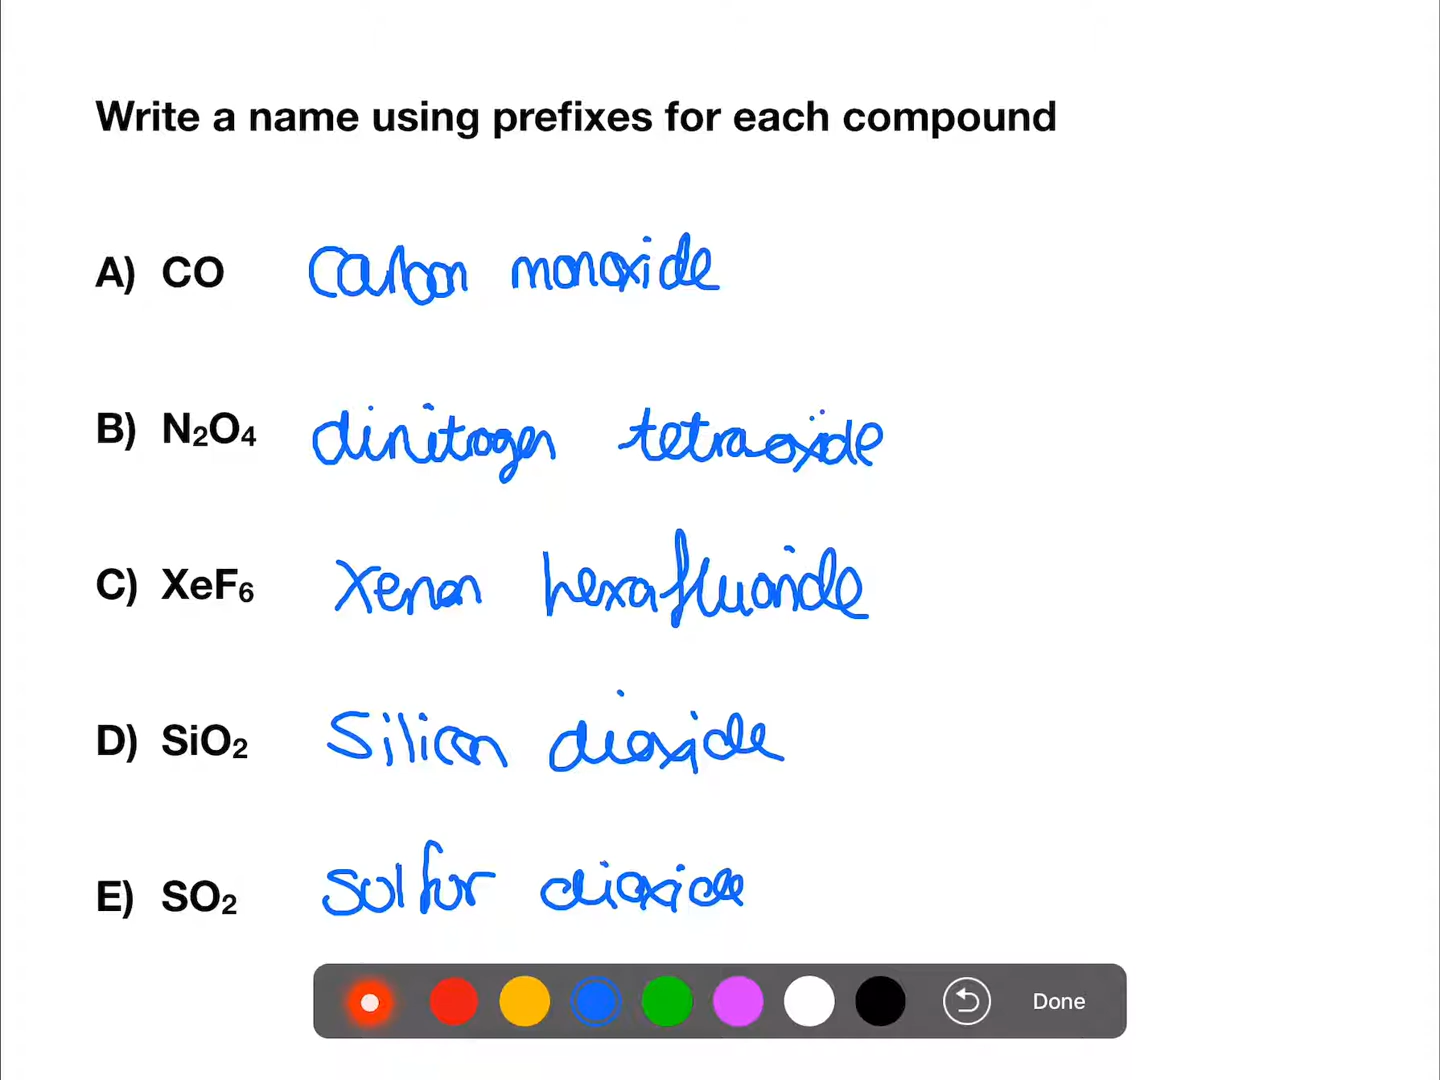 Write a name using prefixes for each compound
A) CO carbon monoxide
B) N₂O₄ dinitrogen tetraoxide
C) XeF₆ Xenon hexafluoride
D) SiO₂ Silicon dioxide
E) SO₂ sulfur dioxide
Done